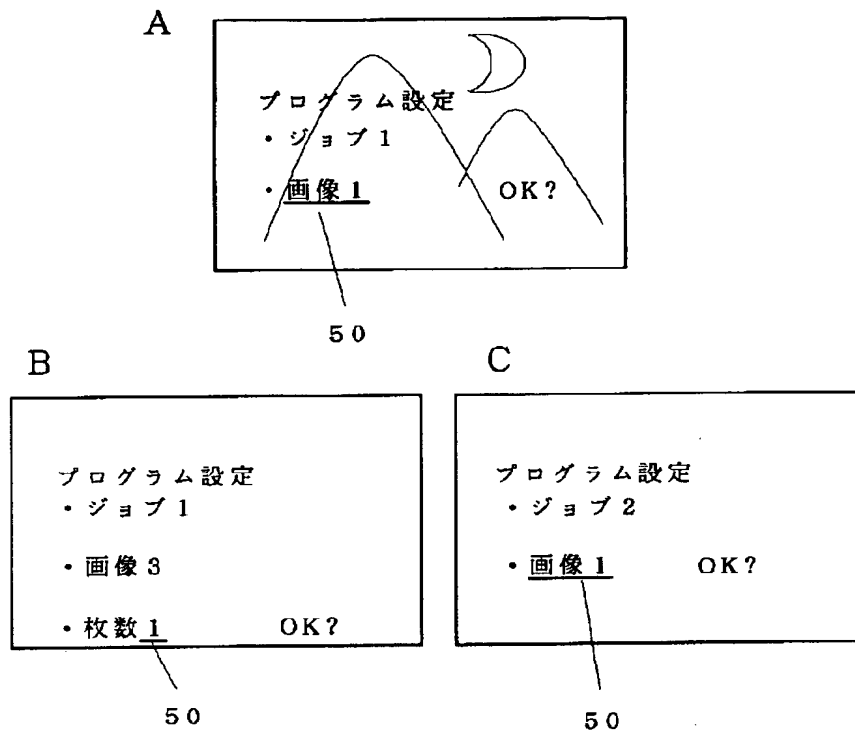 A
プログラム設定
・ジョブ1
・画像1 OK?
50
B
プログラム設定
・ジョブ1
・画像3
・枚数1 OK?
50
C
プログラム設定
・ジョブ2
・画像1 OK?
50